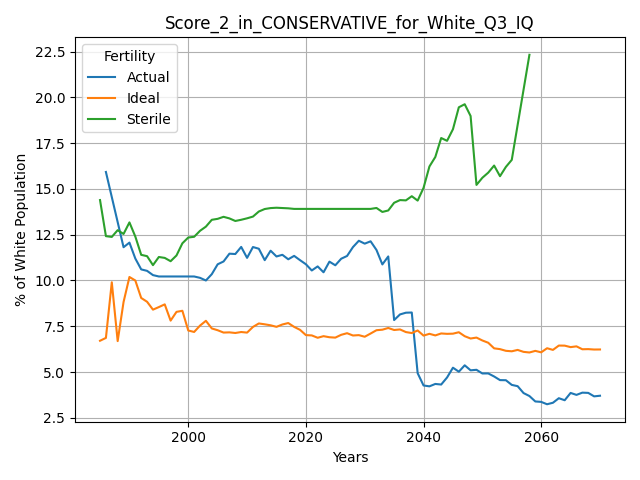 Score_2_in_CONSERVATIVE_for_White_Q3_IQ
Fertility
Actual
Ideal
Sterile
% of White Population
22.5
20.0
17.5
15.0
12.5
10.0
7.5
5.0
2.5
2000 2020 2040 2060
Years